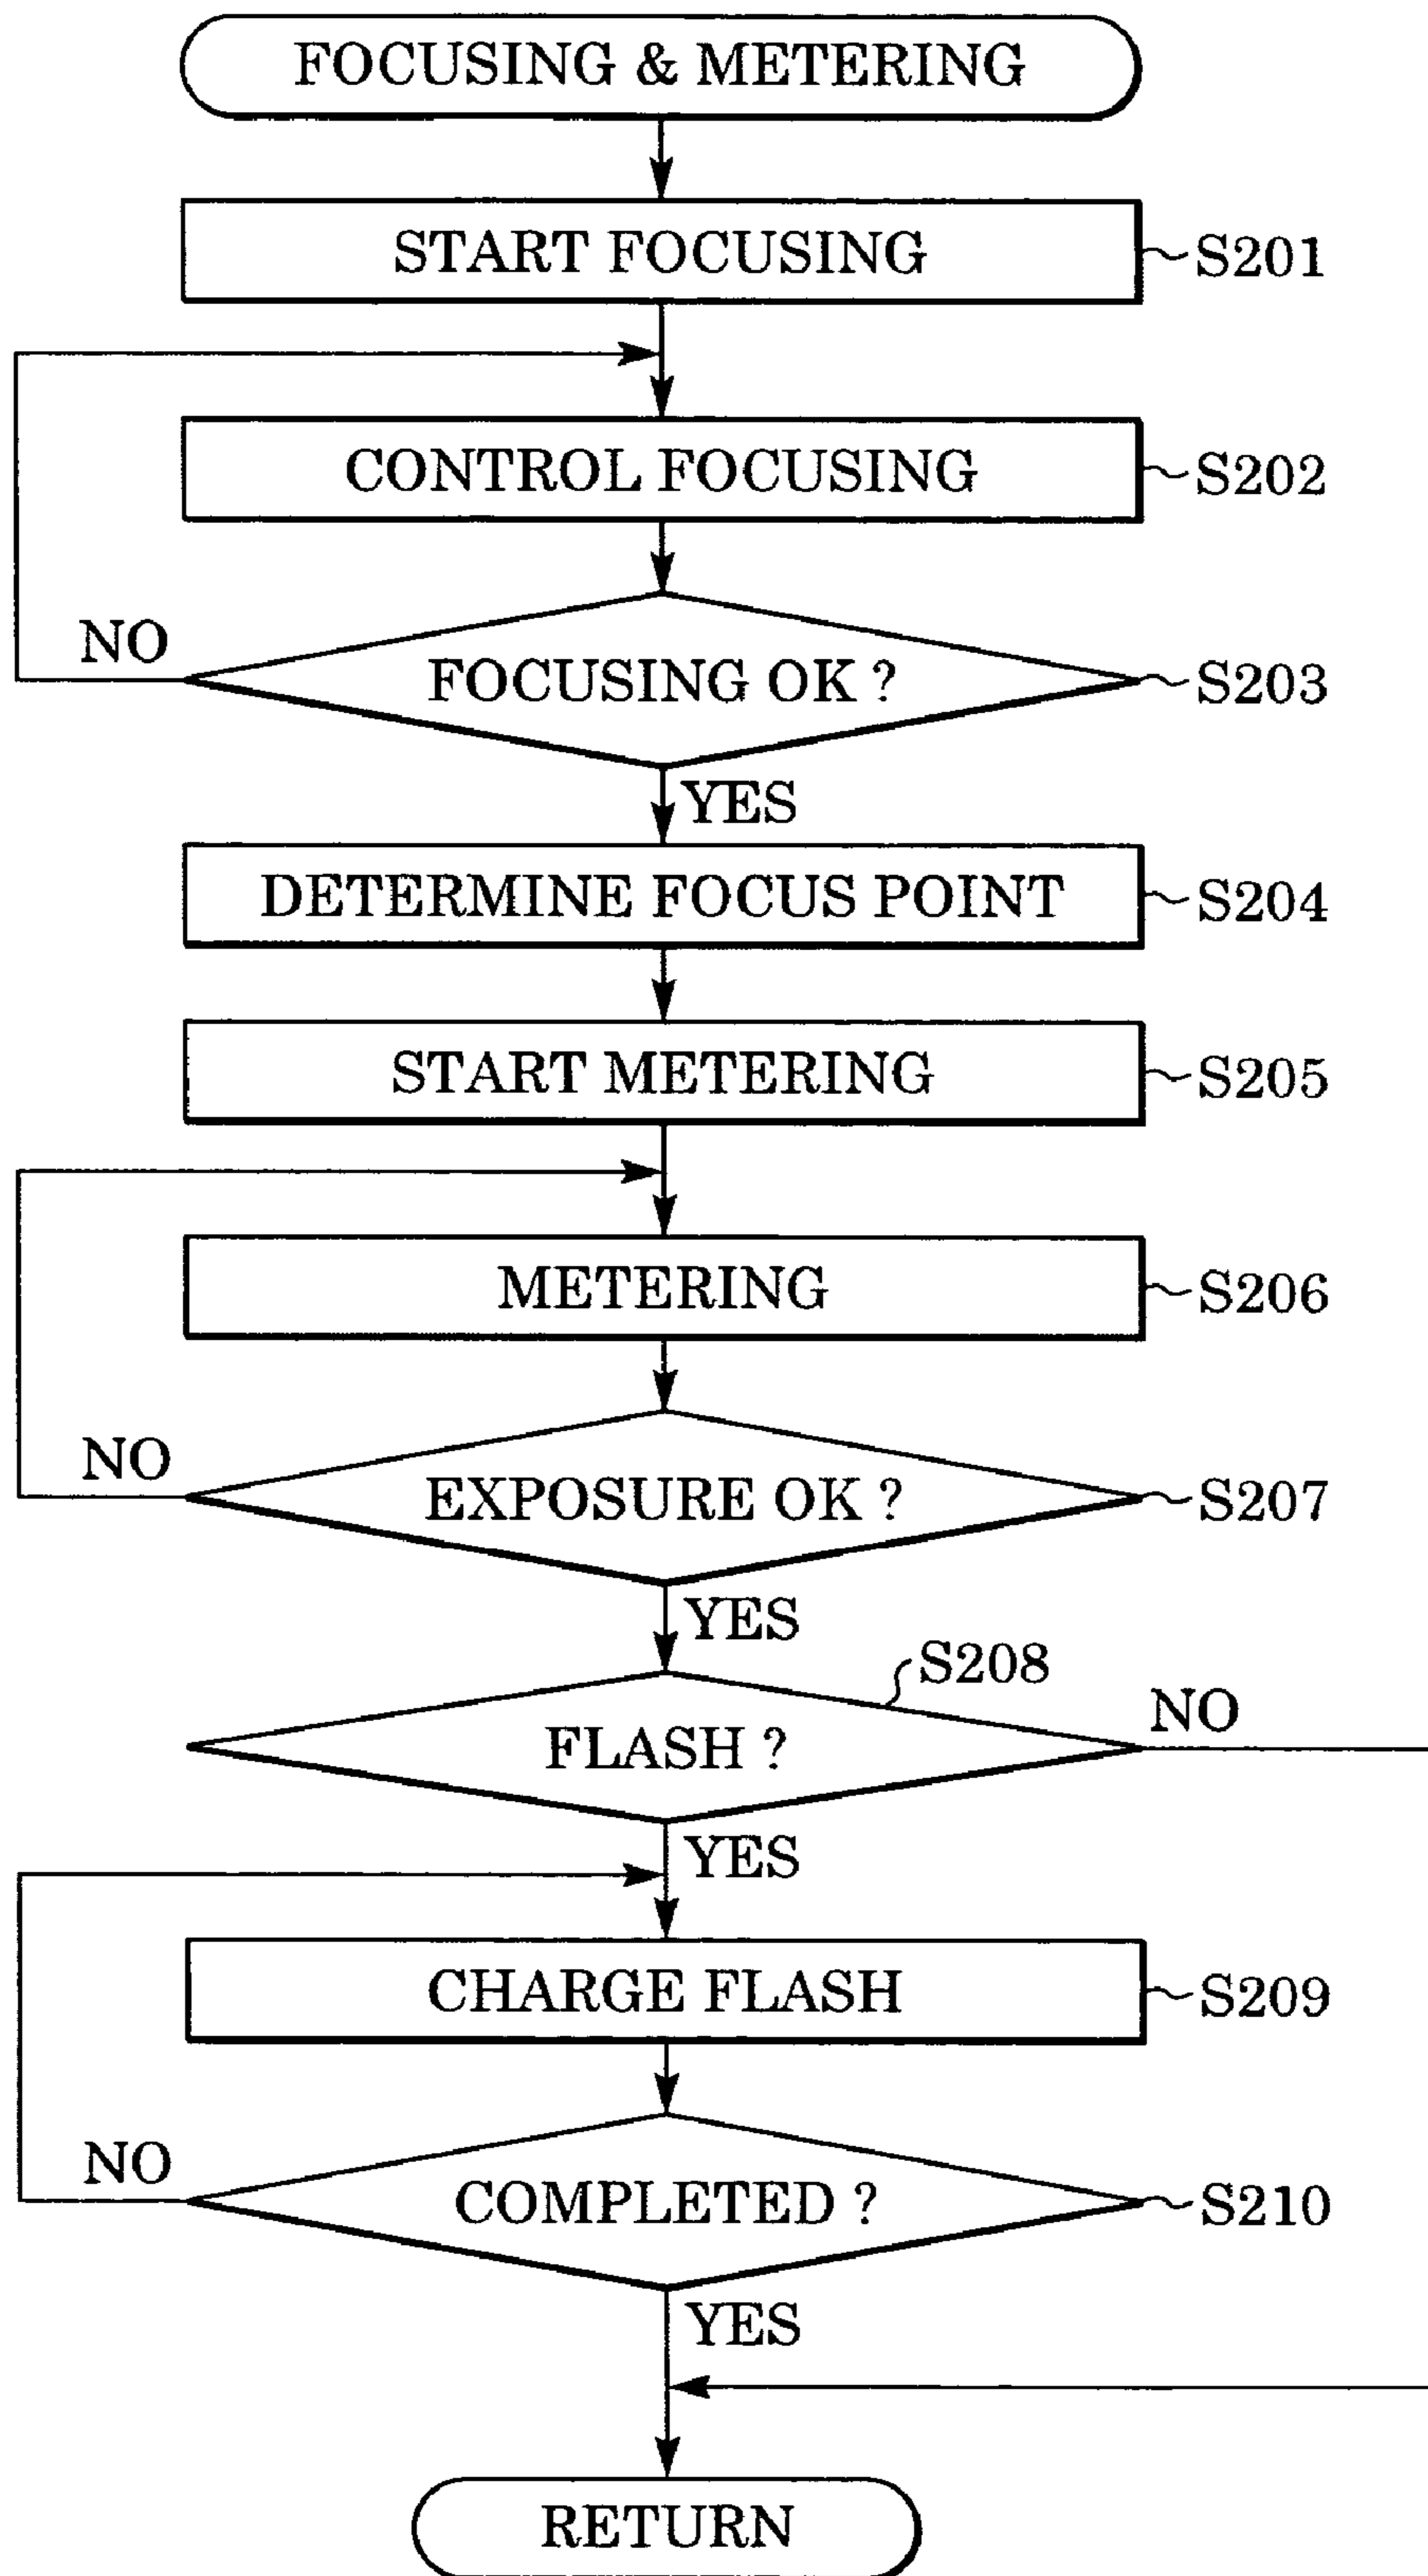 FOCUSING & METERING
START FOCUSING
S201
CONTROL FOCUSING
S202
NO
FOCUSING OK ?
S203
YES
DETERMINE FOCUS POINT
S204
START METERING
S205
METERING
S206
NO
EXPOSURE OK ?
S207
YES
S208
FLASH ?
NO
YES
CHARGE FLASH
S209
NO
COMPLETED ?
S210
YES
RETURN